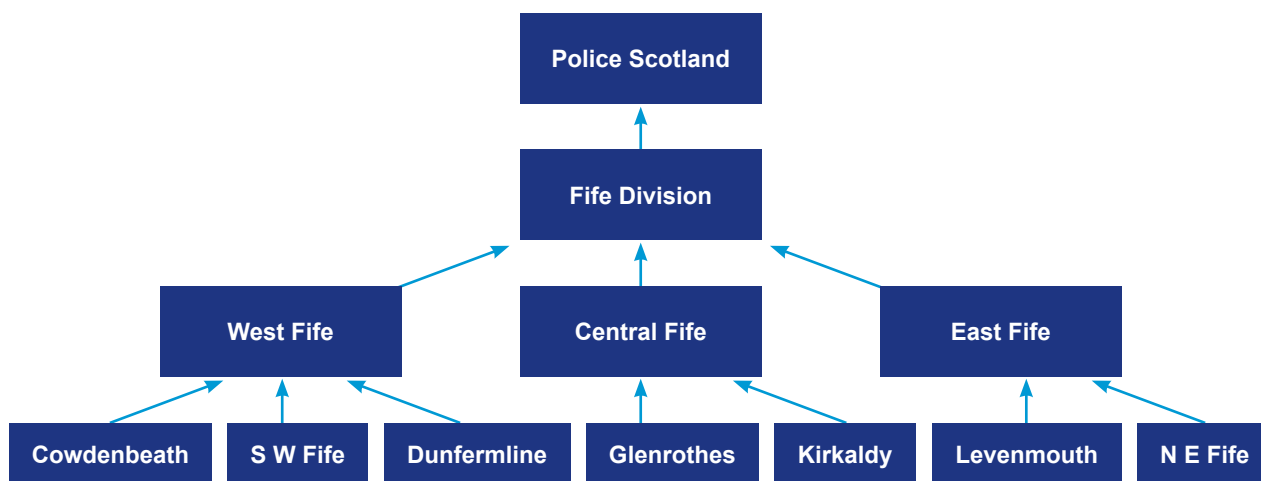 Police Scotland
Fife Division
West Fife
Central Fife
East Fife
Cowdenbeath
S W Fife
Dunfermline
Glenrothes
Kirkaldy
Levenmouth
N E Fife